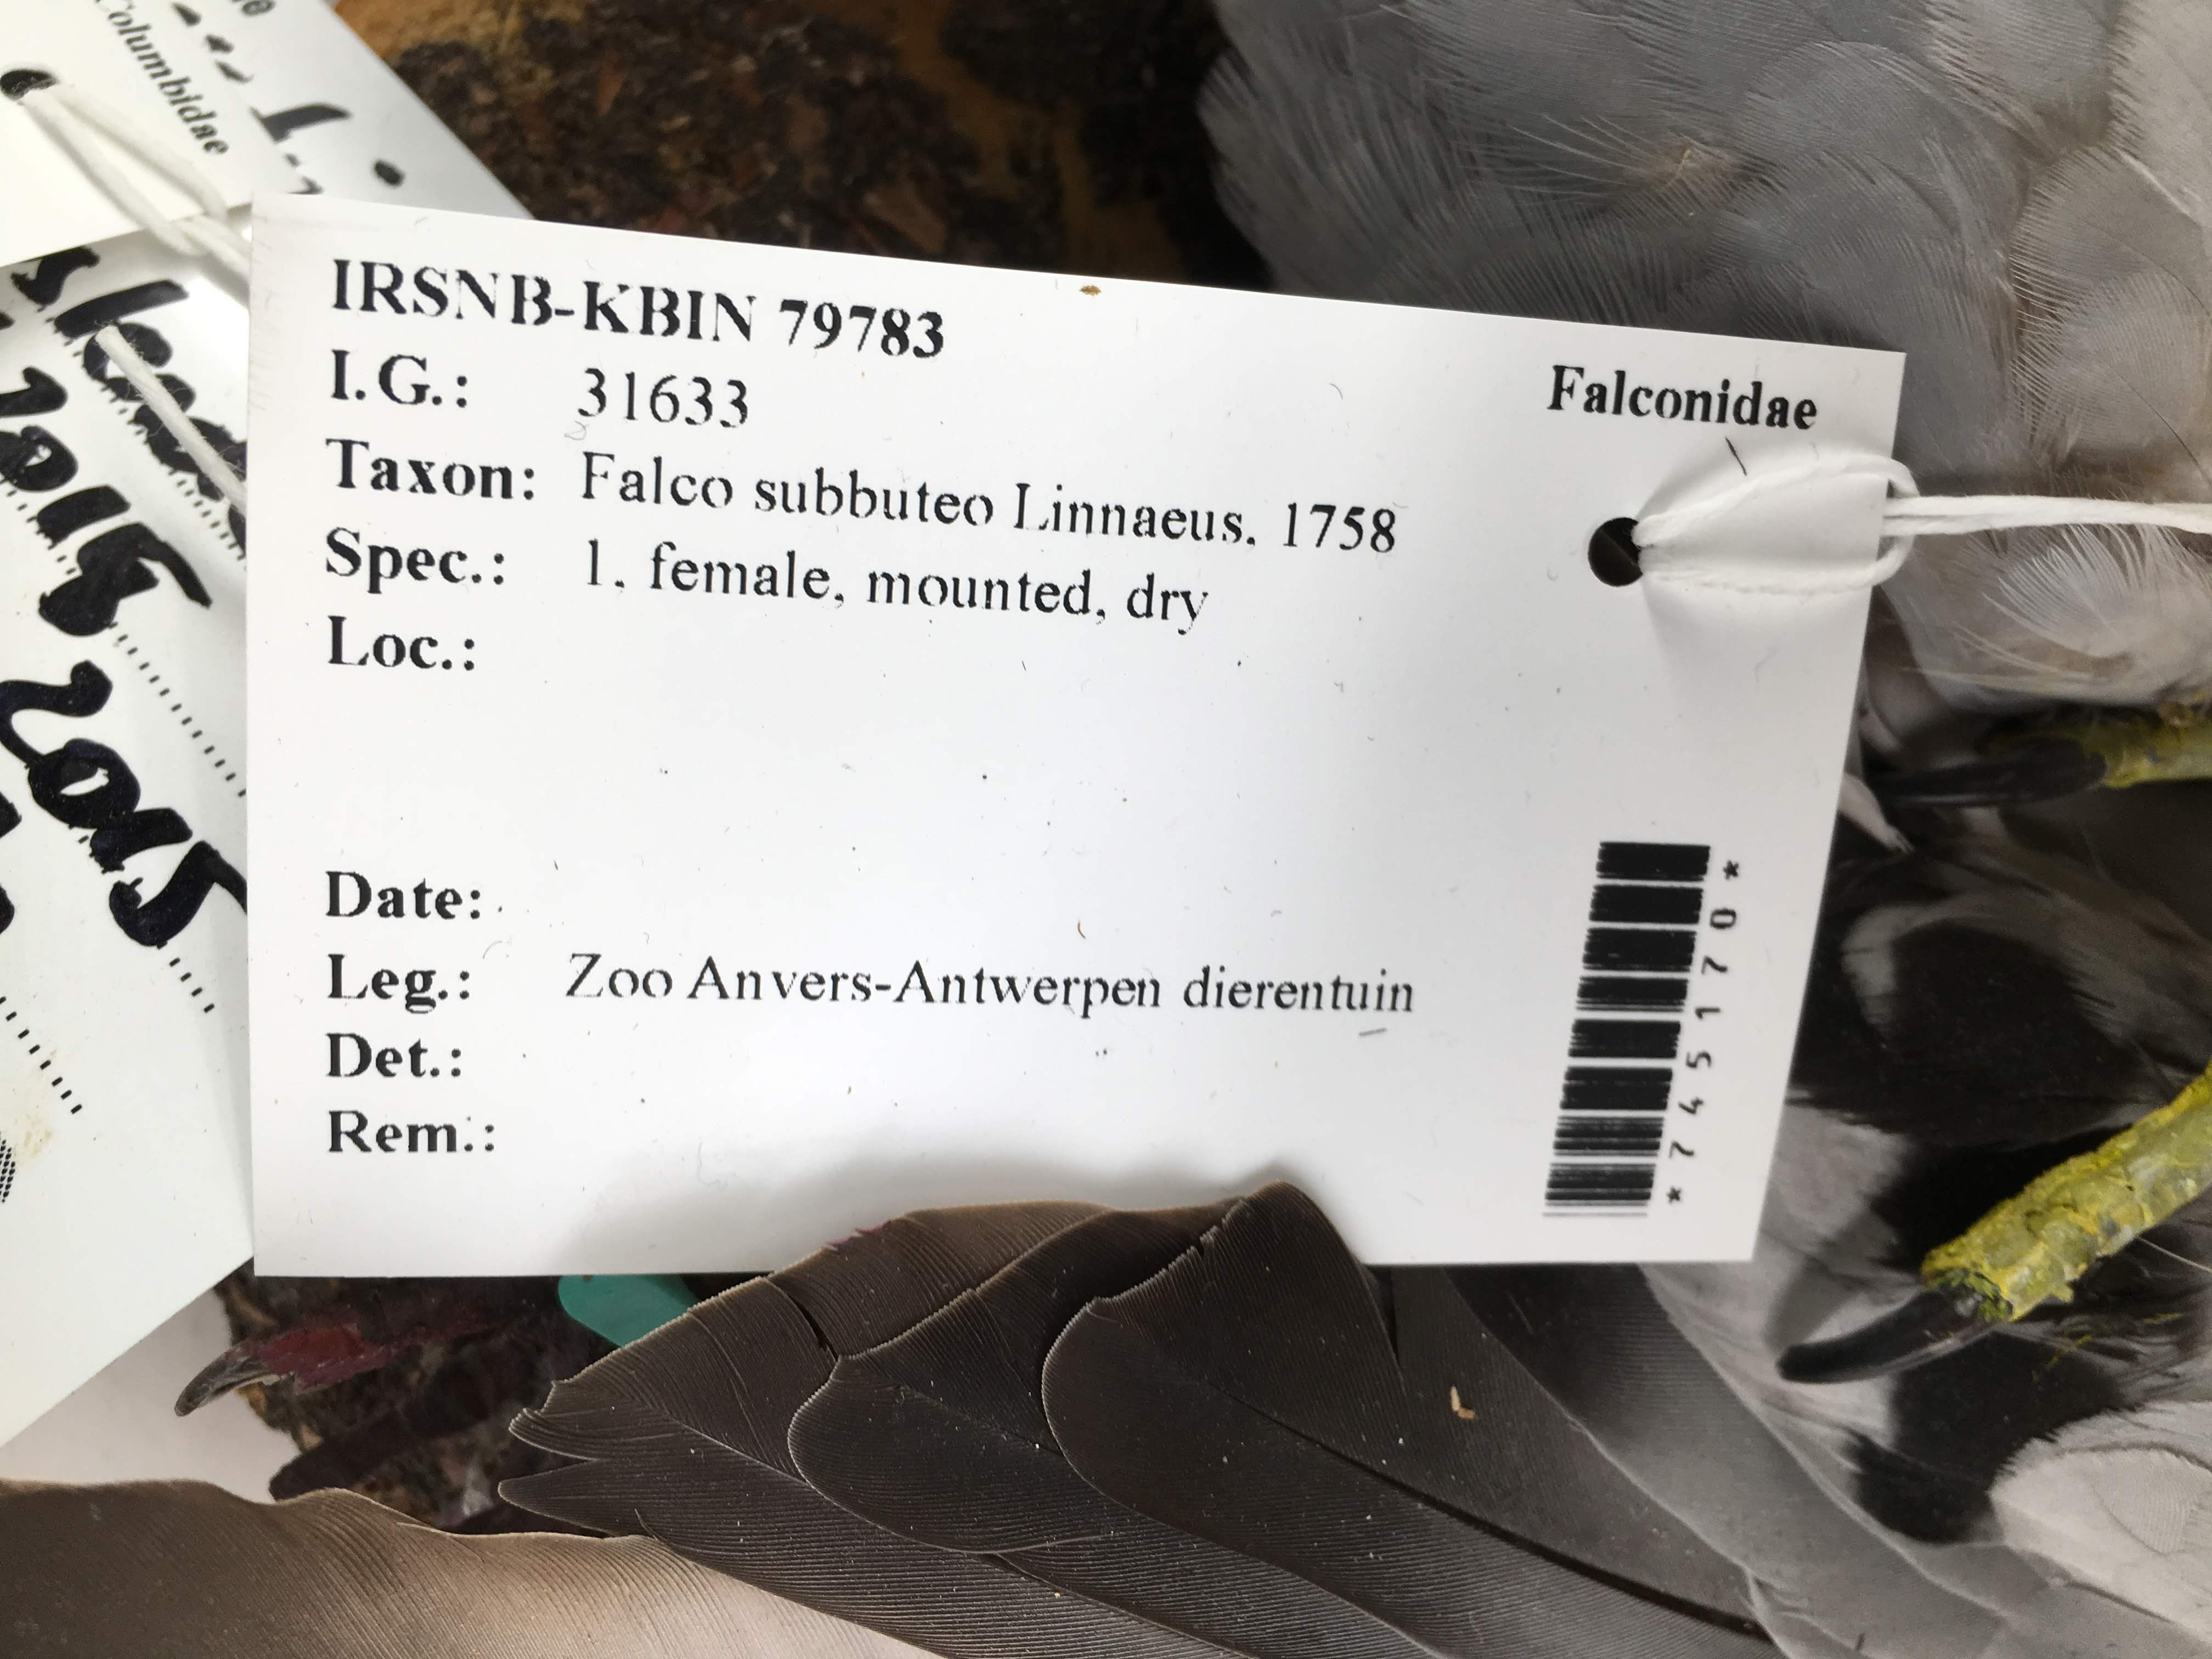 Columbidae
2015
2015
IRSNB-KBIN 79783
Falconidae
I.G.: 31633
Taxon: Falco subbuteo Linnaeus. 1758
Spec.: 1. female, mounted, dry
Loc.:
Date:
Leg.: Zoo Anvers-Antwerpen dierentuin
Det.:
Rem.:
*745170*